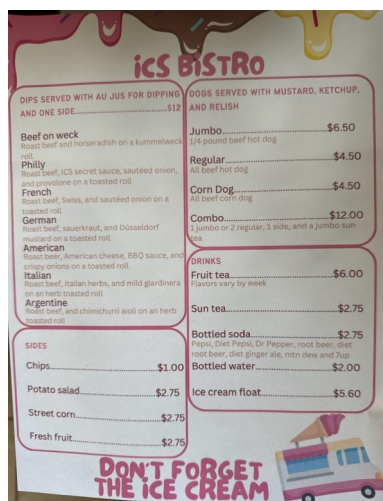 iCS BiSTRO
DIPS SERVED WITH AU JUS FOR DIPPING
AND ONE SIDE...............................$12
Beef on weck
Roast beef and horseradish on a kummelweck
roll.
Philly
Roast beef, ICS secret sauce, sautéed onion,
and provolone on a toasted roll
French
Roast beef, Swiss, and sautéed onion on a
toasted roll
German
Roast beef, sauerkraut, and Düsseldorf
mustard on a toasted roll
American
Roast beer, American cheese, BBQ sauce, and
crispy onions on a toasted roll
Italian
Roast beef, Italian herbs, and mild giardinera
on an herb toasted roll
Argentine
Roast beef, and chimichurri aioli on an herb
toasted roll
SIDES
Chips...............................$1.00
Potato salad......................$2.75
Street corn........................$2.75
Fresh fruit.........................$2.75
DOGS SERVED WITH MUSTARD, KETCHUP,
AND RELISH
Jumbo...............................$6.50
1/4 pound beef hot dog
Regular...............................$4.50
All beef hot dog
Corn Dog............................$4.50
All beef corn dog
Combo...............................$12.00
1 jumbo or 2 regular, 1 side, and a jumbo sun
tea
DRINKS
Fruit tea..............................$6.00
Flavors vary by week
Sun tea...............................$2.75
Bottled soda........................$2.75
Pepsi, Diet Pepsi, Dr Pepper, root beer, diet
root beer, diet ginger ale, mtn dew and 7up
Bottled water.....................$2.00
Ice cream float....................$5.60
DON'T FORGET
THE iCE CREAM